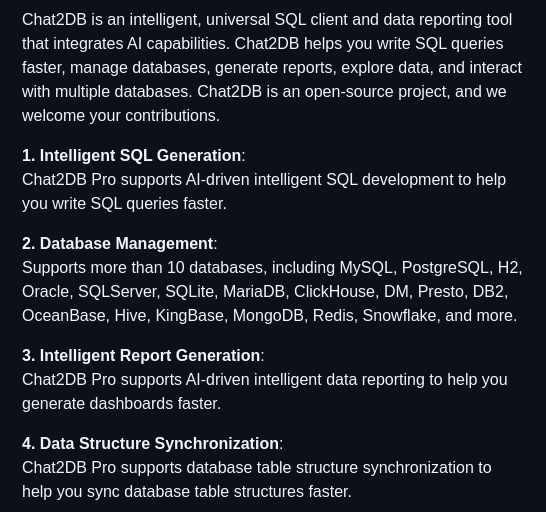 Chat2DB is an intelligent, universal SQL client and data reporting tool
that integrates AI capabilities. Chat2DB helps you write SQL queries
faster, manage databases, generate reports, explore data, and interact
with multiple databases. Chat2DB is an open-source project, and we
welcome your contributions.
1. Intelligent SQL Generation:
Chat2DB Pro supports AI-driven intelligent SQL development to help
you write SQL queries faster.
2. Database Management:
Supports more than 10 databases, including MySQL, PostgreSQL, H2,
Oracle, SQLServer, SQLite, MariaDB, ClickHouse, DM, Presto, DB2,
OceanBase, Hive, KingBase, MongoDB, Redis, Snowflake, and more.
3. Intelligent Report Generation:
Chat2DB Pro supports AI-driven intelligent data reporting to help you
generate dashboards faster.
4. Data Structure Synchronization:
Chat2DB Pro supports database table structure synchronization to
help you sync database table structures faster.